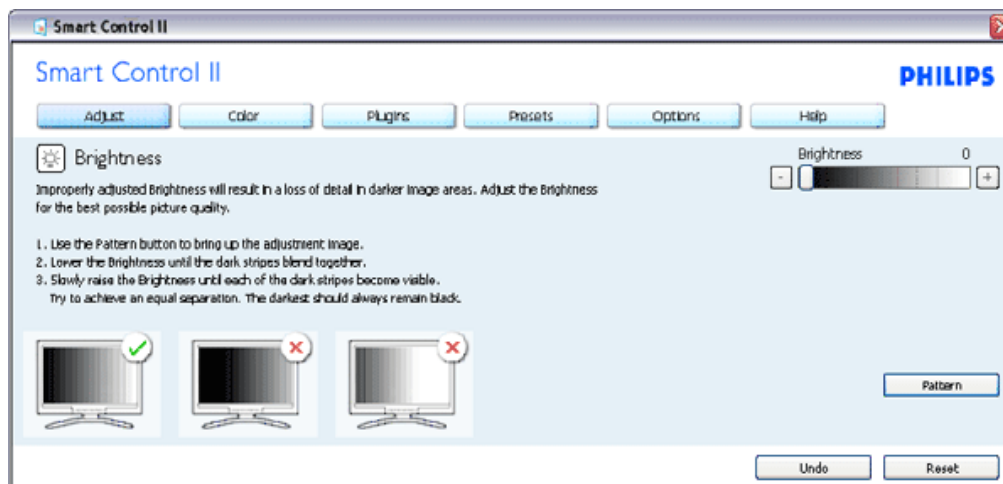 Smart Control II
Smart Control II
PHILIPS
Adjust Color Plugins Presets Options Help
Brightness
Brightness 0
Improperly adjusted Brightness will result in a loss of detail in darker image areas. Adjust the Brightness
for the best possible picture quality.
- +
1. Use the Pattern button to bring up the adjustment image.
2. Lower the Brightness until the dark stripes blend together.
3. Slowly raise the Brightness until each of the dark stripes become visible.
Try to achieve an equal separation. The darkest should always remain black.
Pattern
Undo Reset